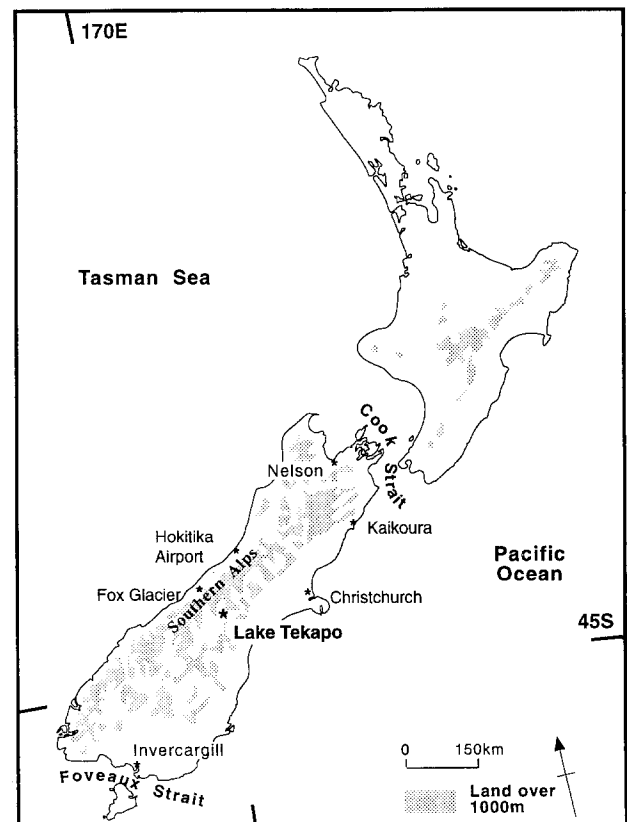 170E
Tasman Sea
Cook Strait
Nelson
Kaikoura
Hokitika
Airport
Southern Alps
Pacific
Ocean
Fox Glacier
Christchurch
Lake Tekapo
45S
Invercargill
Foveaux Strait
0 150km
Land over
1000m